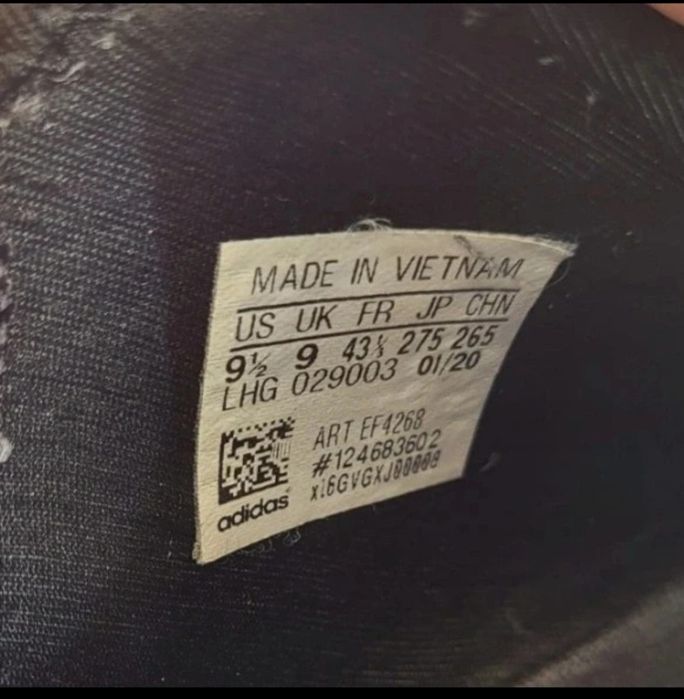 MADE IN VIETNAM
US UK FR JP CHN
9½ 9 43⅓ 275 265
LHG 029003 01/20
ART EF4268
#124683602
adidas